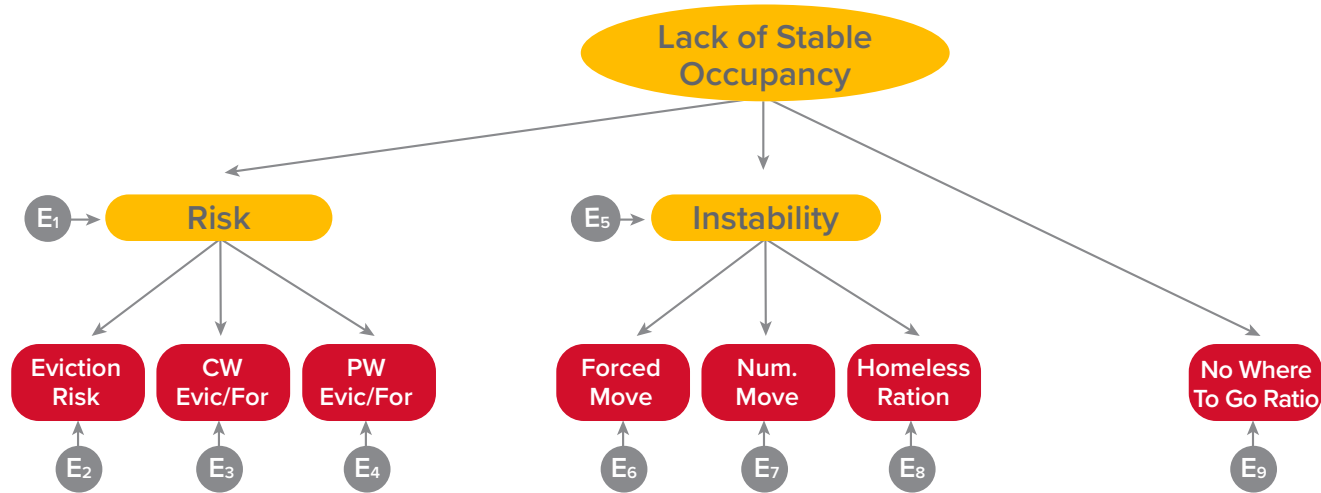 Lack of Stable
Occupancy
E1
Risk
E5
Instability
Eviction
Risk
CW
Evic/For
PW
Evic/For
Forced
Move
Num.
Move
Homeless
Ration
No Where
To Go Ratio
E2
E3
E4
E6
E7
E8
E9